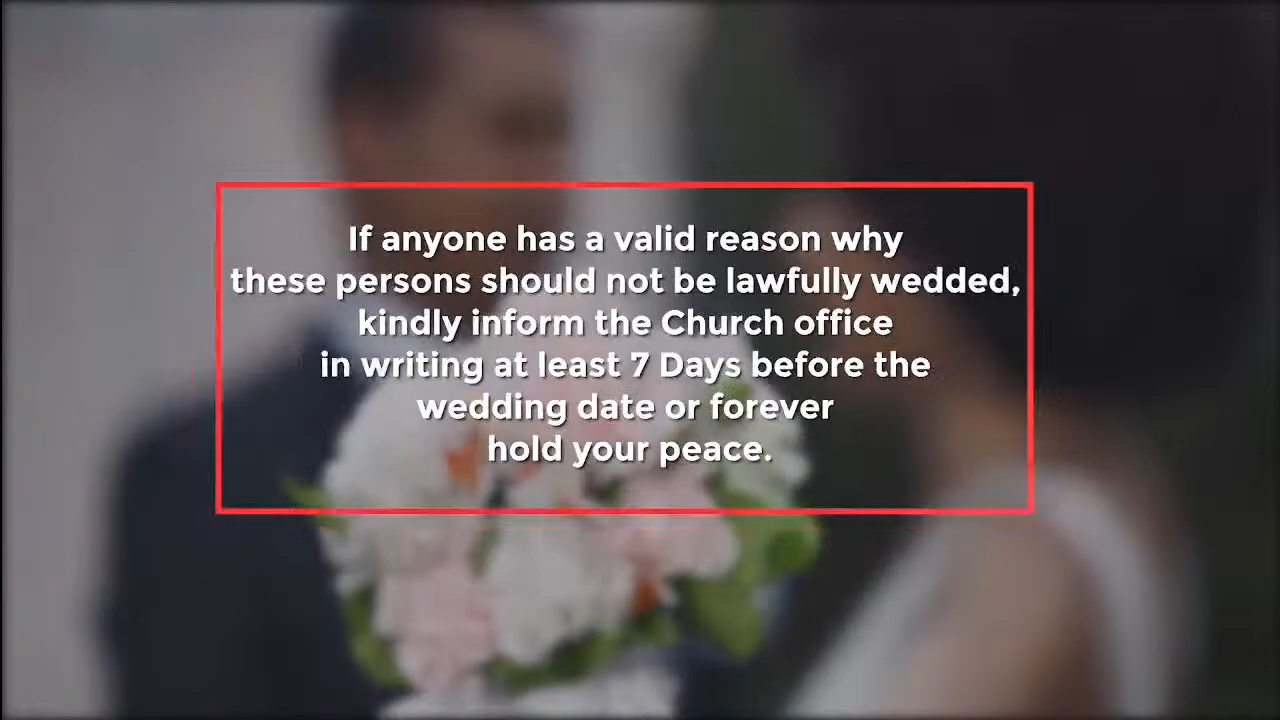 If anyone has a valid reason why
these persons should not be lawfully wedded,
kindly inform the Church office
in writing at least 7 Days before the
wedding date or forever
hold your peace.